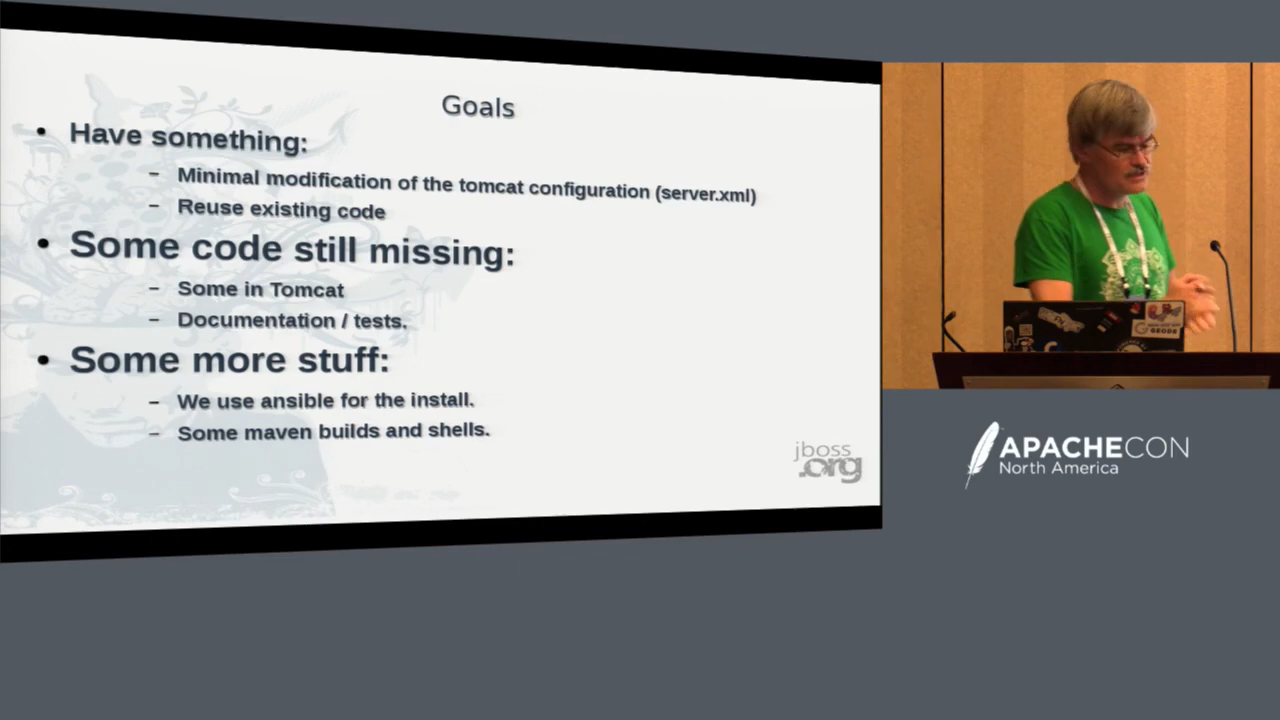 Goals
• Have something:
– Minimal modification of the tomcat configuration (server.xml)
– Reuse existing code
• Some code still missing:
– Some in Tomcat
– Documentation / tests.
• Some more stuff:
– We use ansible for the install.
– Some maven builds and shells.
jboss
.org
GEODE
APACHECON
North America